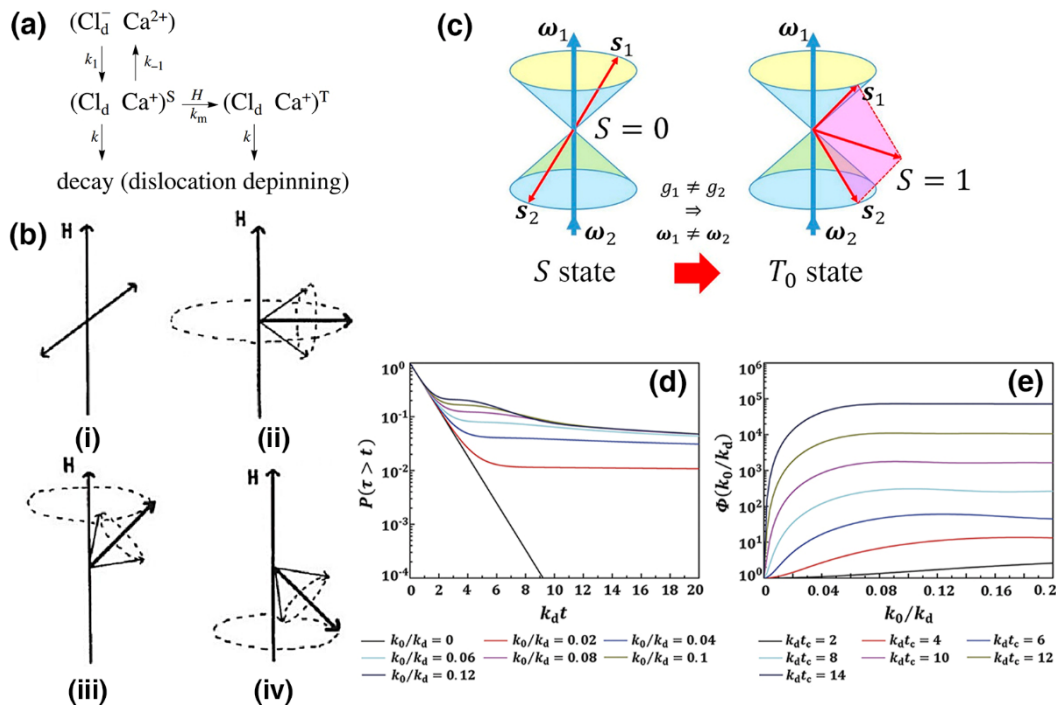 (a)
(Cl_d^- Ca^{2+})
k_1 k_{-1}
(Cl_d Ca^+)^S H k_m (Cl_d Ca^+)^T
k k
decay (dislocation depinning)
(b)
H
(i)
H
(ii)
H
(iii)
H
(iv)
(c)
ω_1 s_1
S = 0
s_2
ω_2
S state
g_1 ≠ g_2
⇒
ω_1 ≠ ω_2
ω_1
s_1
S = 1
s_2
ω_2
T_0 state
(d)
P(τ > t)
10^0
10^{-1}
10^{-2}
10^{-3}
10^{-4}
0 2 4 6 8 10 12 14 16 18 20
k_d t
k_0/k_d = 0 k_0/k_d = 0.02 k_0/k_d = 0.04
k_0/k_d = 0.06 k_0/k_d = 0.08 k_0/k_d = 0.1
k_0/k_d = 0.12
(e)
Φ(k_0/k_d)
10^6
10^5
10^4
10^3
10^2
10^1
10^0
0 0.04 0.08 0.12 0.16 0.2
k_0/k_d
k_d t_c = 2 k_d t_c = 4 k_d t_c = 6
k_d t_c = 8 k_d t_c = 10 k_d t_c = 12
k_d t_c = 14